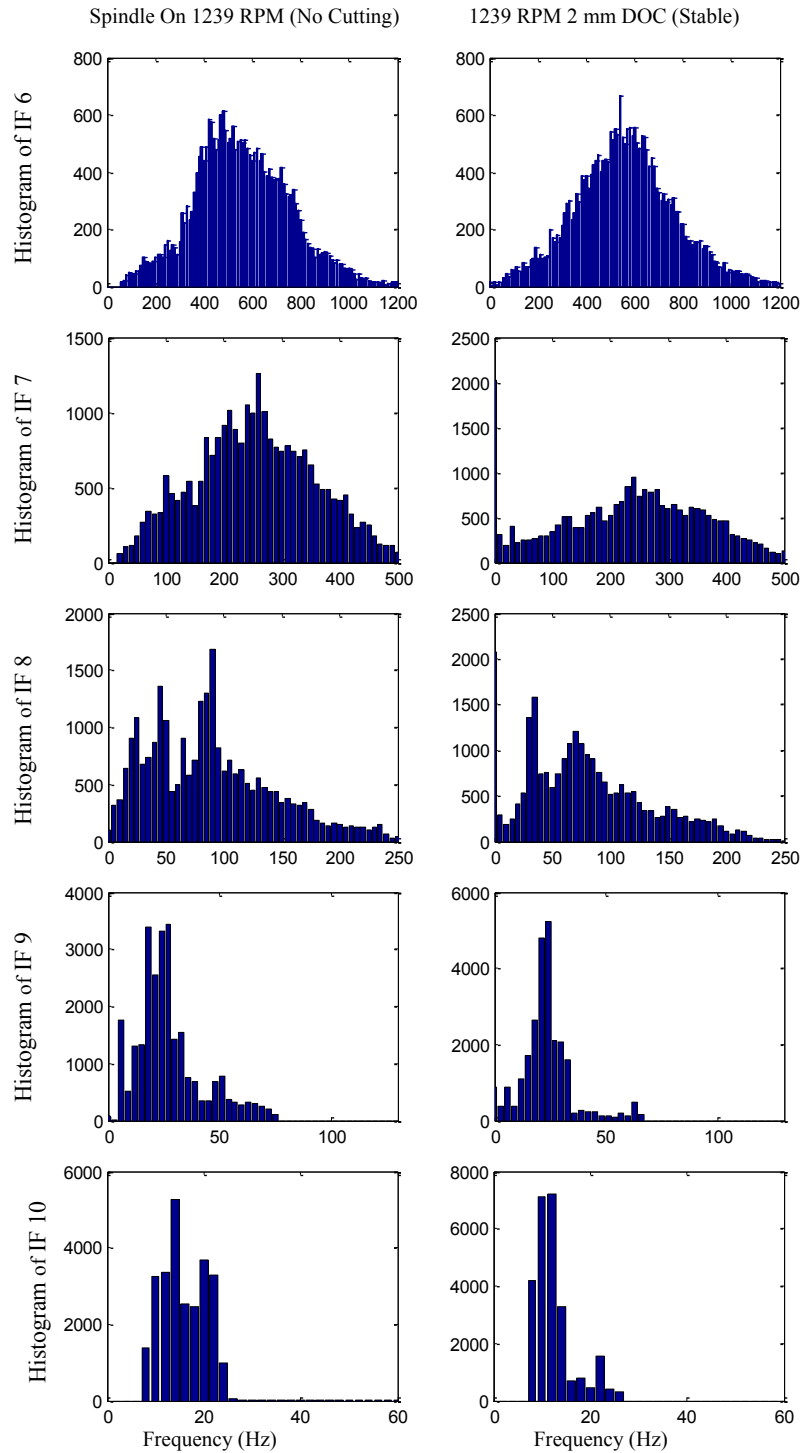 Spindle On 1239 RPM (No Cutting)
1239 RPM 2 mm DOC (Stable)
Histogram of IF 6
800
600
400
200
0
0 200 400 600 800 1000 1200
800
600
400
200
0
0 200 400 600 800 1000 1200
Histogram of IF 7
1500
1000
500
0
0 100 200 300 400 500
2500
2000
1500
1000
500
0
0 100 200 300 400 500
Histogram of IF 8
2000
1500
1000
500
0
0 50 100 150 200 250
2500
2000
1500
1000
500
0
0 50 100 150 200 250
Histogram of IF 9
4000
3000
2000
1000
0
0 50 100
6000
4000
2000
0
0 50 100
Histogram of IF 10
6000
4000
2000
0
0 20 40 60
8000
6000
4000
2000
0
0 20 40 60
Frequency (Hz)
Frequency (Hz)